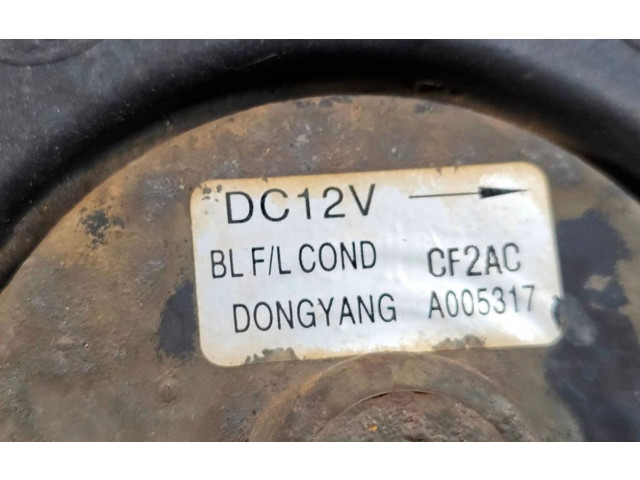 DC12V
BL F/L COND CF2AC
DONGYANG A005317